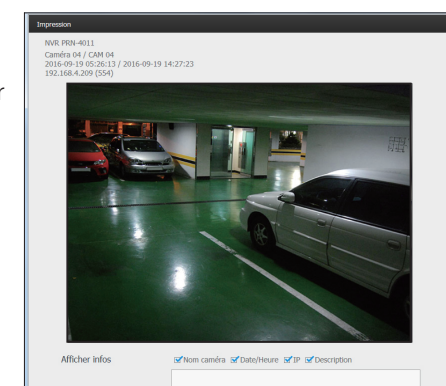 Impression
NVR PRN-4011
Caméra 04 / CAM 04
2016-09-19 05:26:13 / 2016-09-19 14:27:23
192.168.4.209 (554)
r
Afficher infos
Nom caméra Date/Heure IP Description